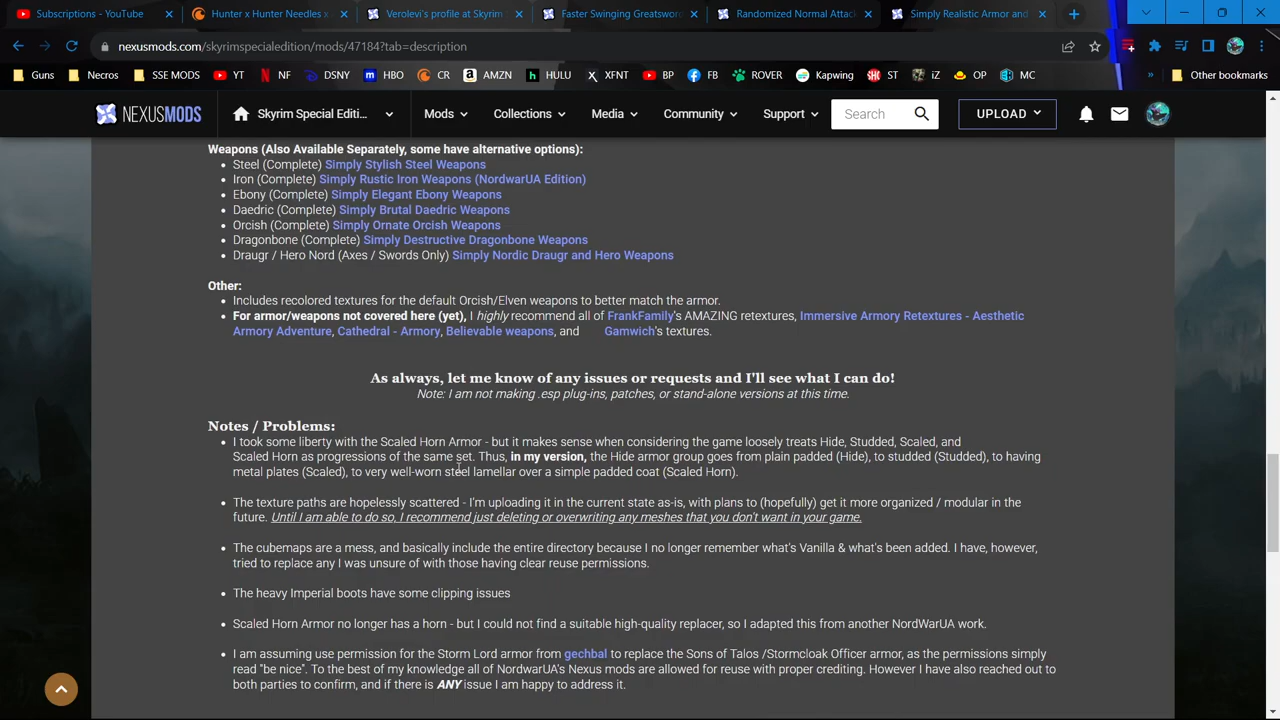 Subscriptions - YouTube
Hunter x Hunter Needles x
Verolevi's profile at Skyrim
Faster Swinging Greatsword
Randomized Normal Attack
Simply Realistic Armor and
nexusmods.com/skyrimspecialedition/mods/47184?tab=description
Guns Necros SSE MODS YT NF DSNY HBO CR AMZN HULU XFNT BP FB ROVER Kapwing ST iZ OP MC » Other bookmarks
NEXUSMODS Skyrim Special Editi... Mods Collections Media Community Support Search UPLOAD
Weapons (Also Available Separately, some have alternative options):
• Steel (Complete) Simply Stylish Steel Weapons
• Iron (Complete) Simply Rustic Iron Weapons (NordwarUA Edition)
• Ebony (Complete) Simply Elegant Ebony Weapons
• Daedric (Complete) Simply Brutal Daedric Weapons
• Orcish (Complete) Simply Ornate Orcish Weapons
• Dragonbone (Complete) Simply Destructive Dragonbone Weapons
• Draugr / Hero Nord (Axes / Swords Only) Simply Nordic Draugr and Hero Weapons
Other:
• Includes recolored textures for the default Orcish/Elven weapons to better match the armor.
• For armor/weapons not covered here (yet), I highly recommend all of FrankFamily's AMAZING retextures, Immersive Armory Retextures - Aesthetic
Armory Adventure, Cathedral - Armory, Believable weapons, and Gamwich's textures.
As always, let me know of any issues or requests and I'll see what I can do!
Note: I am not making .esp plug-ins, patches, or stand-alone versions at this time.
Notes / Problems:
• I took some liberty with the Scaled Horn Armor - but it makes sense when considering the game loosely treats Hide, Studded, Scaled, and
Scaled Horn as progressions of the same set. Thus, in my version, the Hide armor group goes from plain padded (Hide), to studded (Studded), to having
metal plates (Scaled), to very well-worn steel lamellar over a simple padded coat (Scaled Horn).
• The texture paths are hopelessly scattered - I'm uploading it in the current state as-is, with plans to (hopefully) get it more organized / modular in the
future. Until I am able to do so, I recommend just deleting or overwriting any meshes that you don't want in your game.
• The cubemaps are a mess, and basically include the entire directory because I no longer remember what's Vanilla & what's been added. I have, however,
tried to replace any I was unsure of with those having clear reuse permissions.
• The heavy Imperial boots have some clipping issues
• Scaled Horn Armor no longer has a horn - but I could not find a suitable high-quality replacer, so I adapted this from another NordWarUA work.
• I am assuming use permission for the Storm Lord armor from gechbal to replace the Sons of Talos /Stormcloak Officer armor, as the permissions simply
read "be nice". To the best of my knowledge all of NordwarUA's Nexus mods are allowed for reuse with proper crediting. However I have also reached out to
both parties to confirm, and if there is ANY issue I am happy to address it.